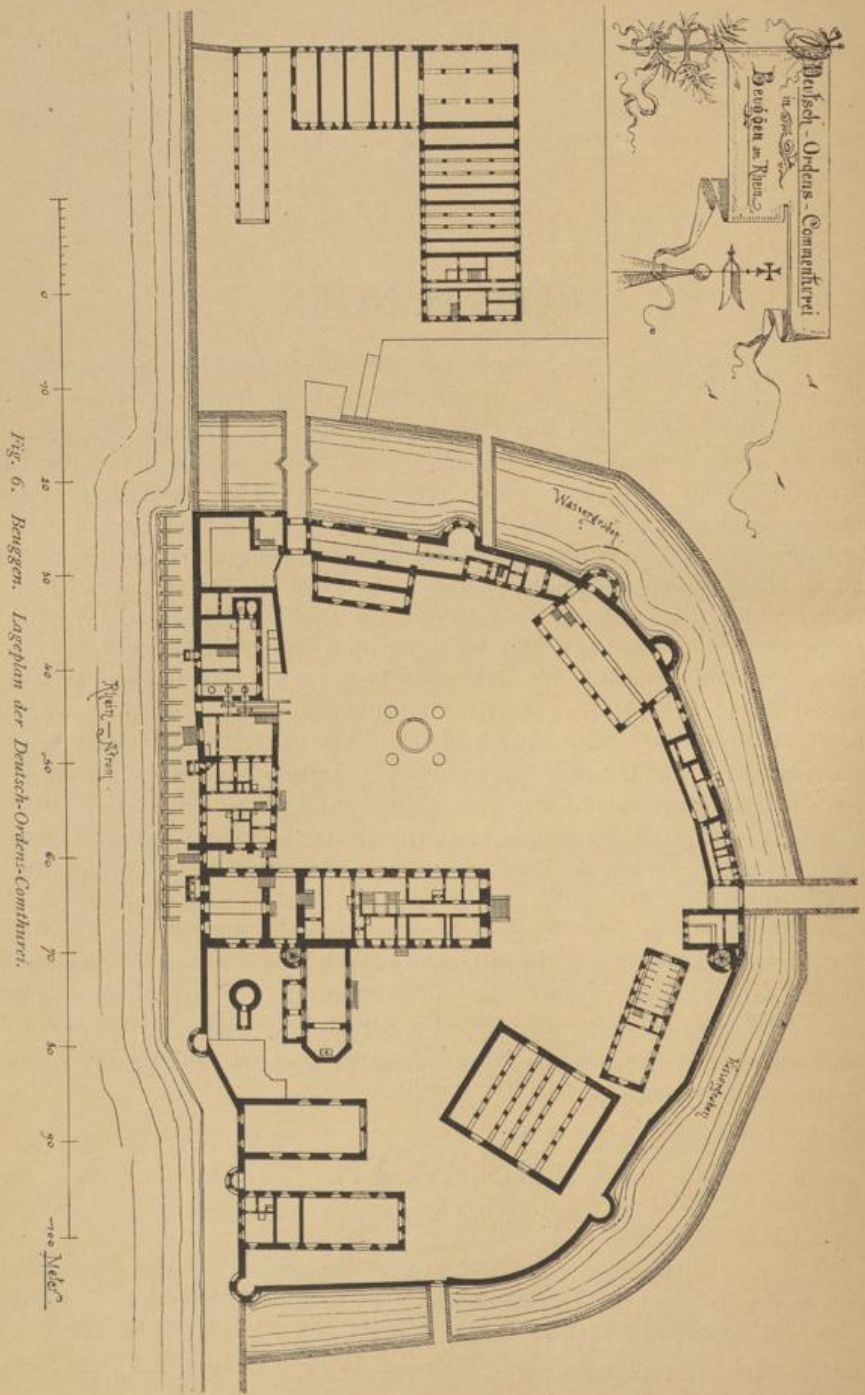 Deutsch-Ordens-Commenthurei
in
Beuggen am Rhein
Wassergraben
Wassergraben
Rhein-Strom.
0 10 20 30 40 50 60 70 80 90 100 Meter
Fig. 6. Beuggen. Lageplan der Deutsch-Ordens-Comthurei.